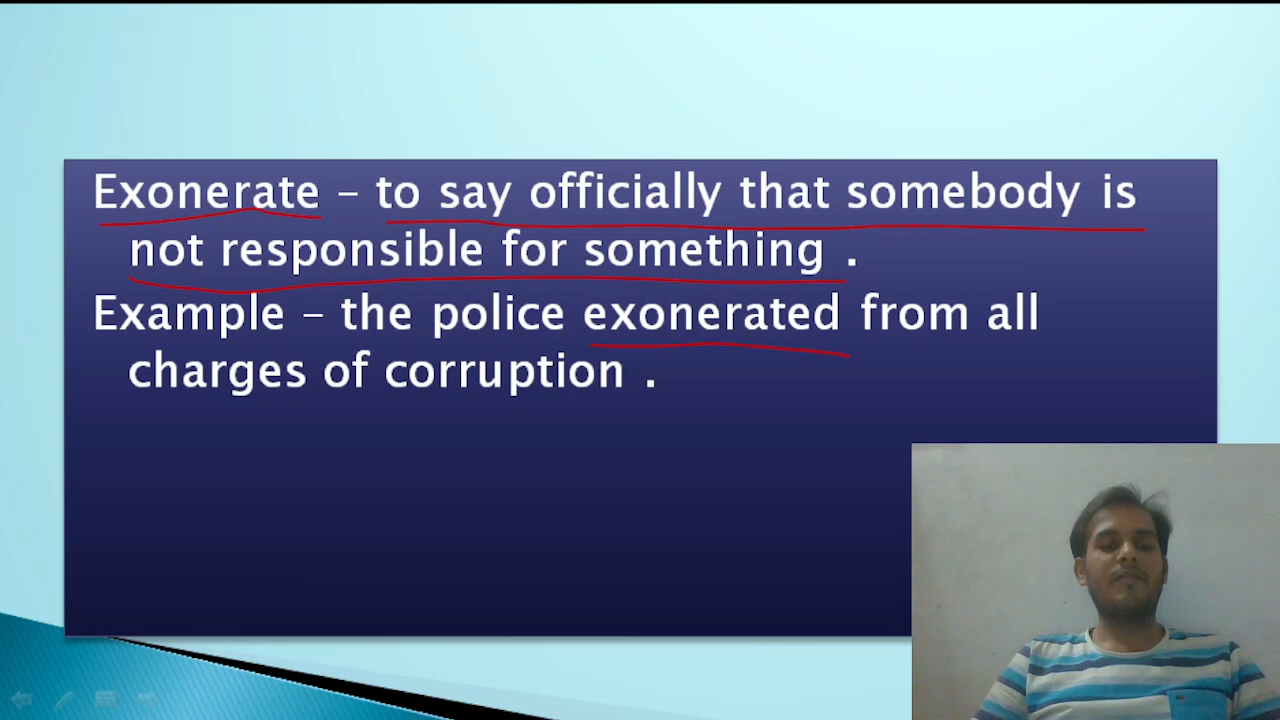 Exonerate – to say officially that somebody is
not responsible for something .
Example – the police exonerated from all
charges of corruption .